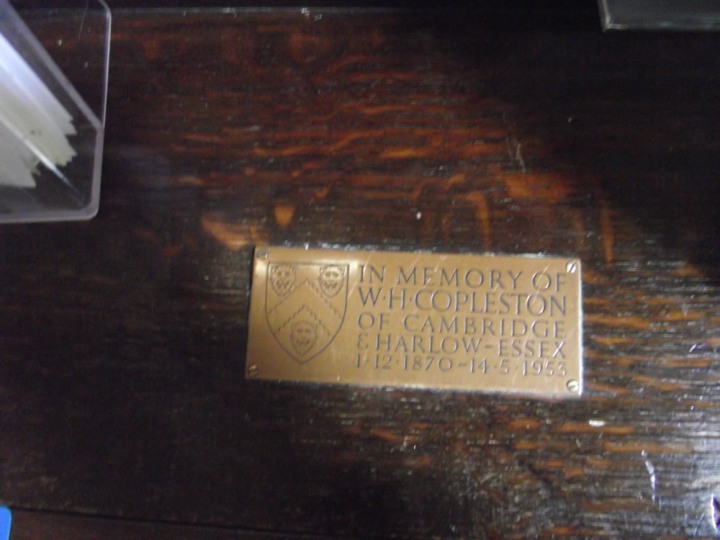 IN MEMORY OF
W·H·COPLESTON
OF CAMBRIDGE
& HARLOW-ESSEX
1·12·1870-14·5·1953